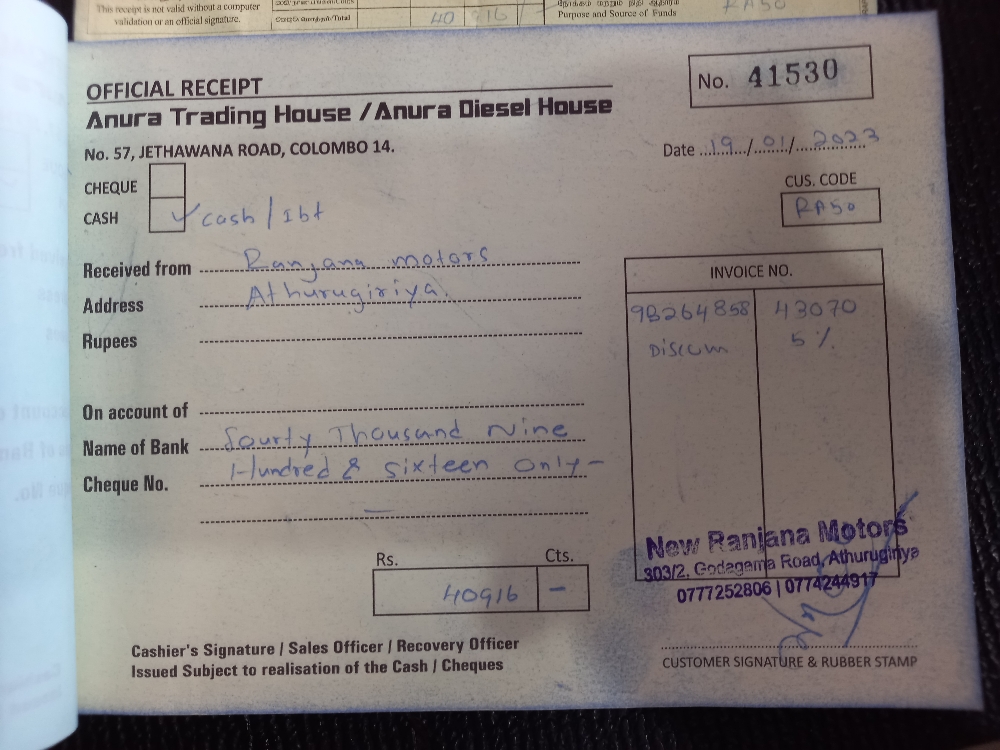 This receipt is not valid without a computer
validation or an official signature.
/Total
40 916/
Purpose and Source of Funds
RA50
OFFICIAL RECEIPT
No. 41530
Anura Trading House / Anura Diesel House
No. 57, JETHAWANA ROAD, COLOMBO 14.
Date 19/01/2023
CHEQUE
CUS. CODE
CASH ✓ cash / Ibt
RA50
Received from Ranjana motors
Address Athurugiriya.
Rupees
INVOICE NO.
98264858 43070
Discum 5%
On account of
Name of Bank fourty Thousand Nine
Cheque No. Hundred & sixteen only-
New Ranjana Motors
303/2, Godagama Road, Athurugiriya
0777252806 | 0774244917
Rs. Cts.
40916 -
Cashier's Signature / Sales Officer / Recovery Officer
Issued Subject to realisation of the Cash / Cheques
CUSTOMER SIGNATURE & RUBBER STAMP